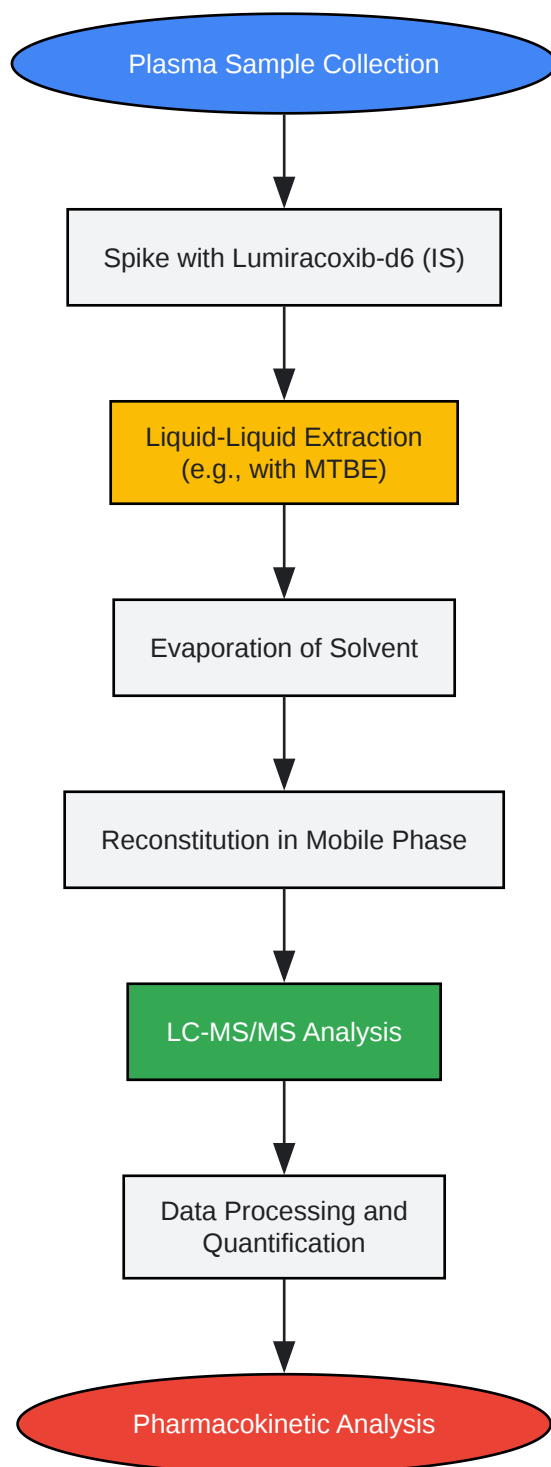 Plasma Sample Collection
Spike with Lumiracoxib-d6 (IS)
Liquid-Liquid Extraction
(e.g., with MTBE)
Evaporation of Solvent
Reconstitution in Mobile Phase
LC-MS/MS Analysis
Data Processing and
Quantification
Pharmacokinetic Analysis